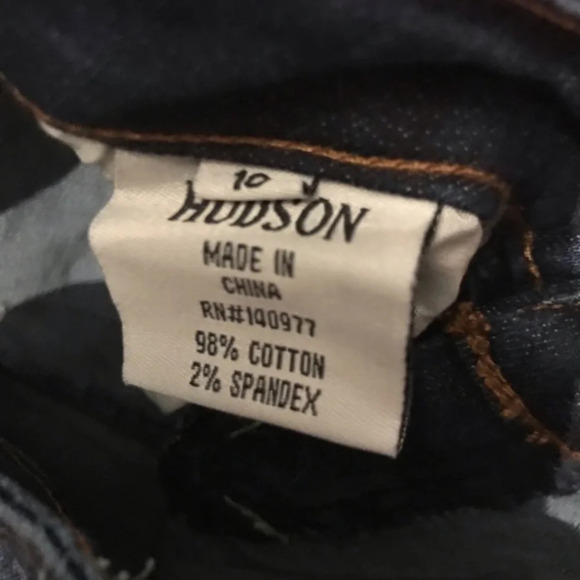 10
HUDSON
MADE IN
CHINA
RN#140977
98% COTTON
2% SPANDEX